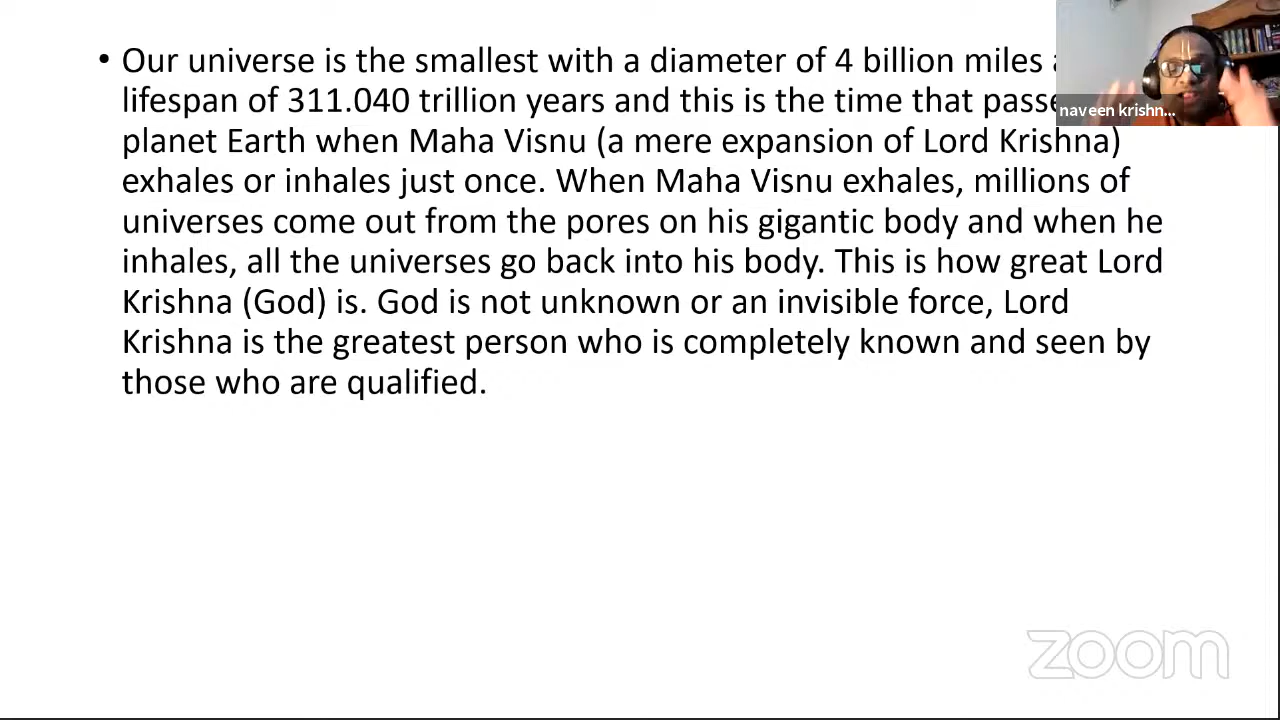 • Our universe is the smallest with a diameter of 4 billion miles
lifespan of 311.040 trillion years and this is the time that
planet Earth when Maha Visnu (a mere expansion of Lord Krishna)
exhales or inhales just once. When Maha Visnu exhales, millions of
universes come out from the pores on his gigantic body and when he
inhales, all the universes go back into his body. This is how great Lord
Krishna (God) is. God is not unknown or an invisible force, Lord
Krishna is the greatest person who is completely known and seen by
those who are qualified.
naveen krishn...
zoom